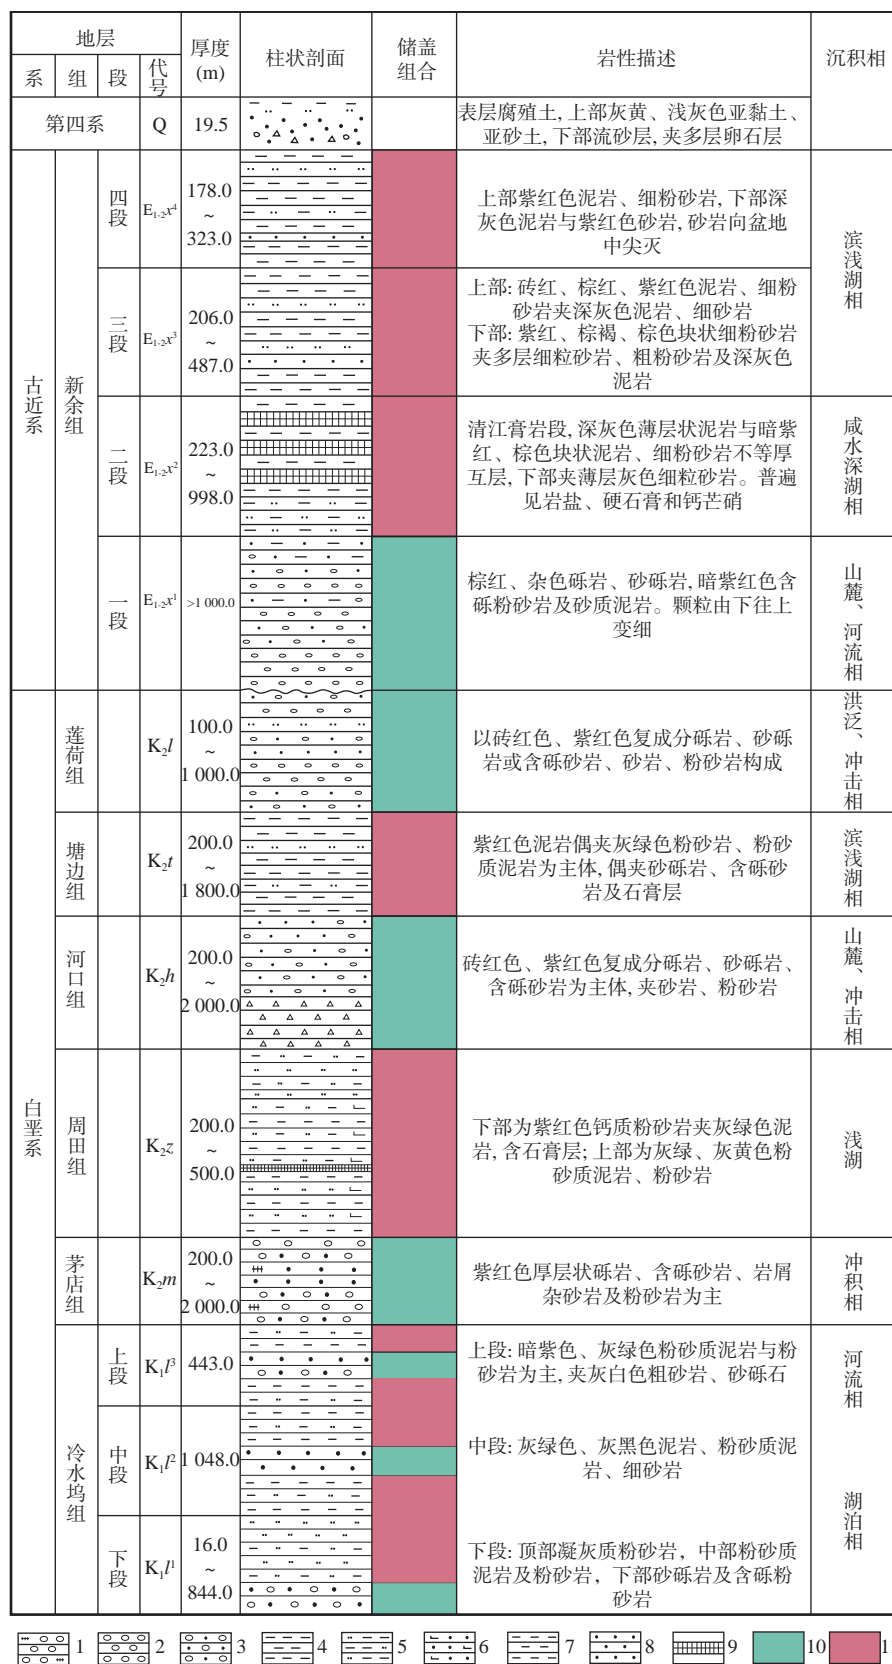 地层
厚度
(m)
柱状剖面
储盖
组合
岩性描述
沉积相
系
组
段
代
号
第四系
Q
19.5
表层腐殖土, 上部灰黄、浅灰色亚黏土、
亚砂土, 下部流砂层, 夹多层卵石层
古近系
新余组
四段
E₁₋₂x⁴
178.0
~
323.0
上部紫红色泥岩、细粉砂岩, 下部深
灰色泥岩与紫红色砂岩, 砂岩向盆地
中尖灭
滨浅湖相
三段
E₁₋₂x³
206.0
~
487.0
上部: 砖红、棕红、紫红色泥岩、细粉
砂岩夹深灰色泥岩、细砂岩
下部: 紫红、棕褐、棕色块状细粉砂岩
夹多层细粒砂岩、粗粉砂岩及深灰色
泥岩
二段
E₁₋₂x²
223.0
~
998.0
清江膏岩段, 深灰色薄层状泥岩与暗紫
红、棕色块状泥岩、细粉砂岩不等厚
互层, 下部夹薄层灰色细粒砂岩。普遍
见岩盐、硬石膏和钙芒硝
咸水深湖相
一段
E₁₋₂x¹
>1 000.0
棕红、杂色砾岩、砂砾岩, 暗紫红色含
砾粉砂岩及砂质泥岩。颗粒由下往上
变细
山麓、河流相
白垩系
莲荷组
K₂l
100.0
~
1 000.0
以砖红色、紫红色复成分砾岩、砂砾
岩或含砾砂岩、砂岩、粉砂岩构成
洪泛、冲击相
塘边组
K₂t
200.0
~
1 800.0
紫红色泥岩偶夹灰绿色粉砂岩、粉砂
质泥岩为主体, 偶夹砂砾岩、含砾砂
岩及石膏层
滨浅湖相
河口组
K₂h
200.0
~
2 000.0
砖红色、紫红色复成分砾岩、砂砾岩、
含砾砂岩为主体, 夹砂岩、粉砂岩
山麓、冲击相
周田组
K₂z
200.0
~
500.0
下部为紫红色钙质粉砂岩夹灰绿色泥
岩, 含石膏层; 上部为灰绿、灰黄色粉
砂质泥岩、粉砂岩
浅湖
茅店组
K₂m
200.0
~
2 000.0
紫红色厚层状砾岩、含砾砂岩、岩屑
杂砂岩及粉砂岩为主
冲积相
冷水坞组
上段
K₁l³
443.0
上段: 暗紫色、灰绿色粉砂质泥岩与粉
砂岩为主, 夹灰白色粗砂岩、砂砾石
河流相
中段
K₁l²
1 048.0
中段: 灰绿色、灰黑色泥岩、粉砂质泥
岩、细砂岩
湖泊相
下段
K₁l¹
16.0
~
844.0
下段: 顶部凝灰质粉砂岩，中部粉砂质
泥岩及粉砂岩，下部砂砾岩及含砾粉
砂岩
1 2 3 4 5 6 7 8 9 10 1